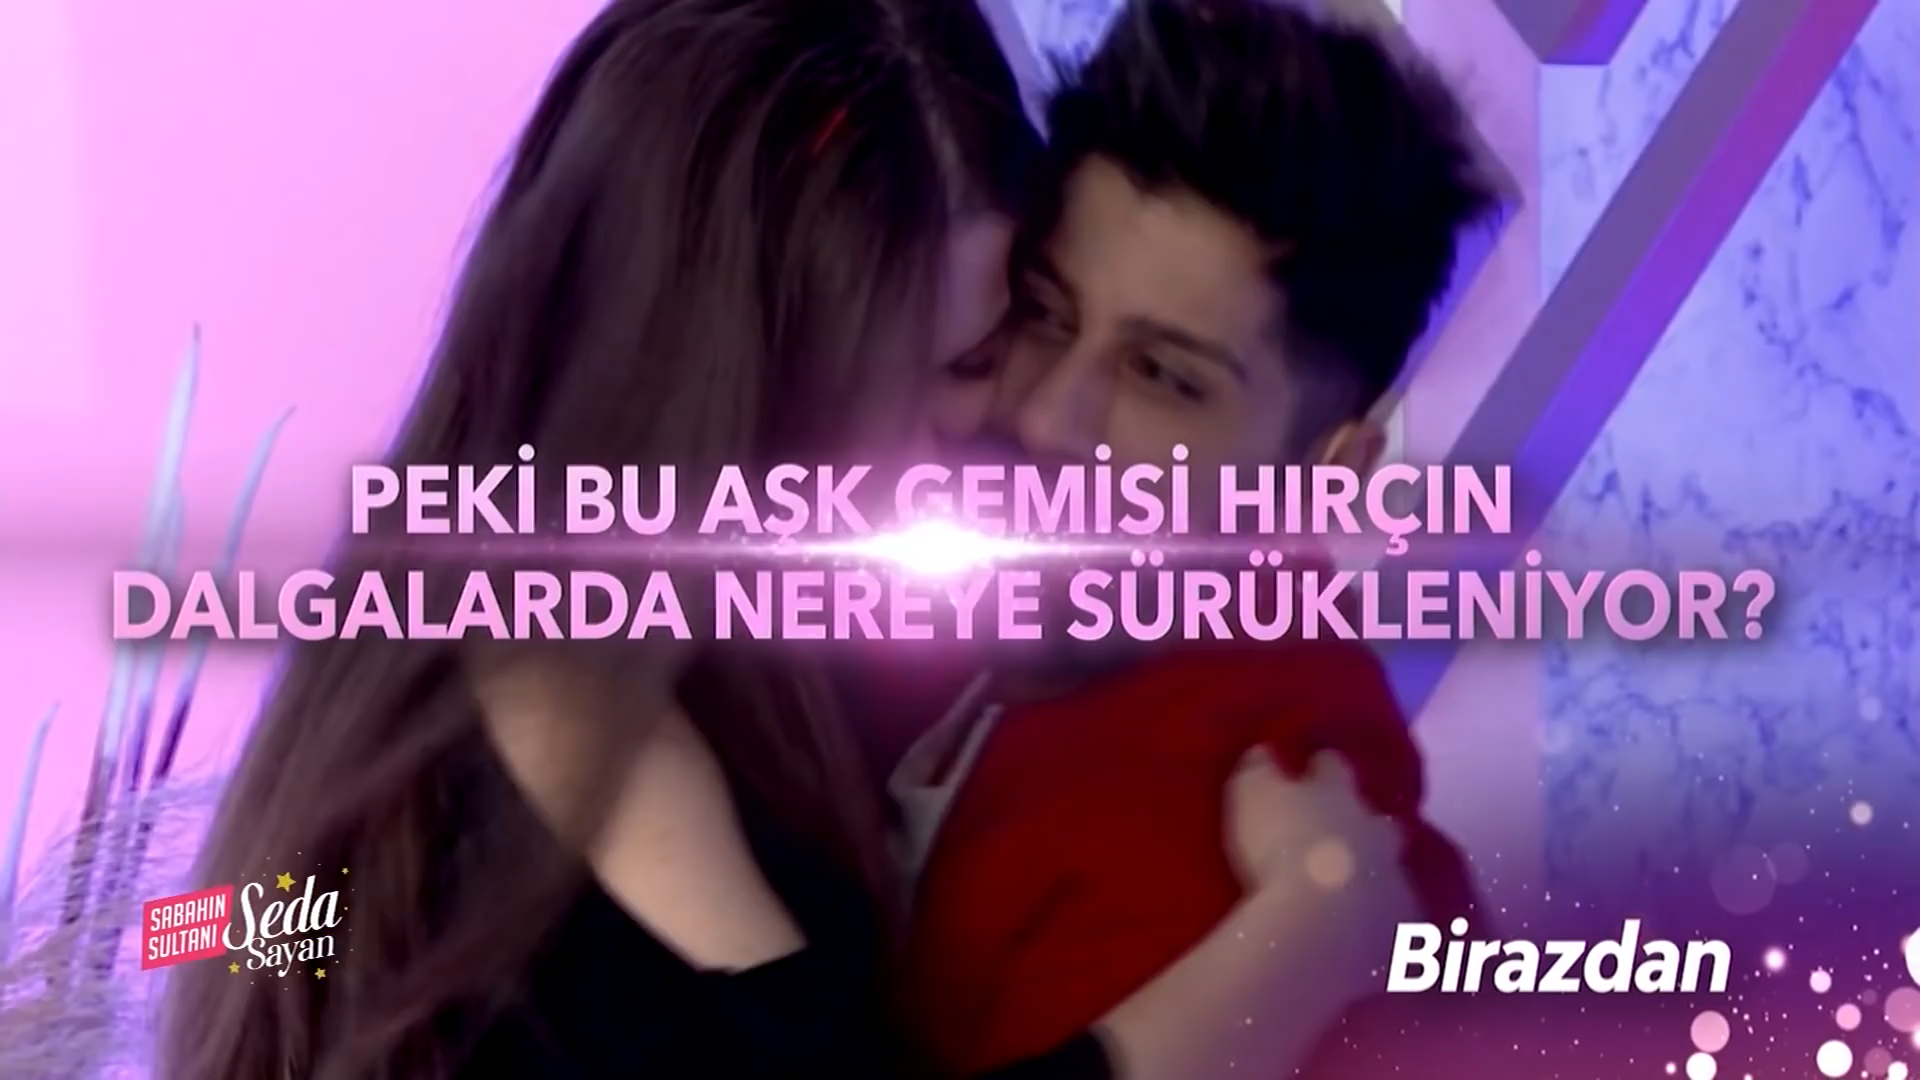 PEKİ BU AŞK GEMİSİ HIRÇIN
DALGALARDA NEREYE SÜRÜKLENİYOR?
SABAHIN
SULTANI
Seda
Sayan
Birazdan